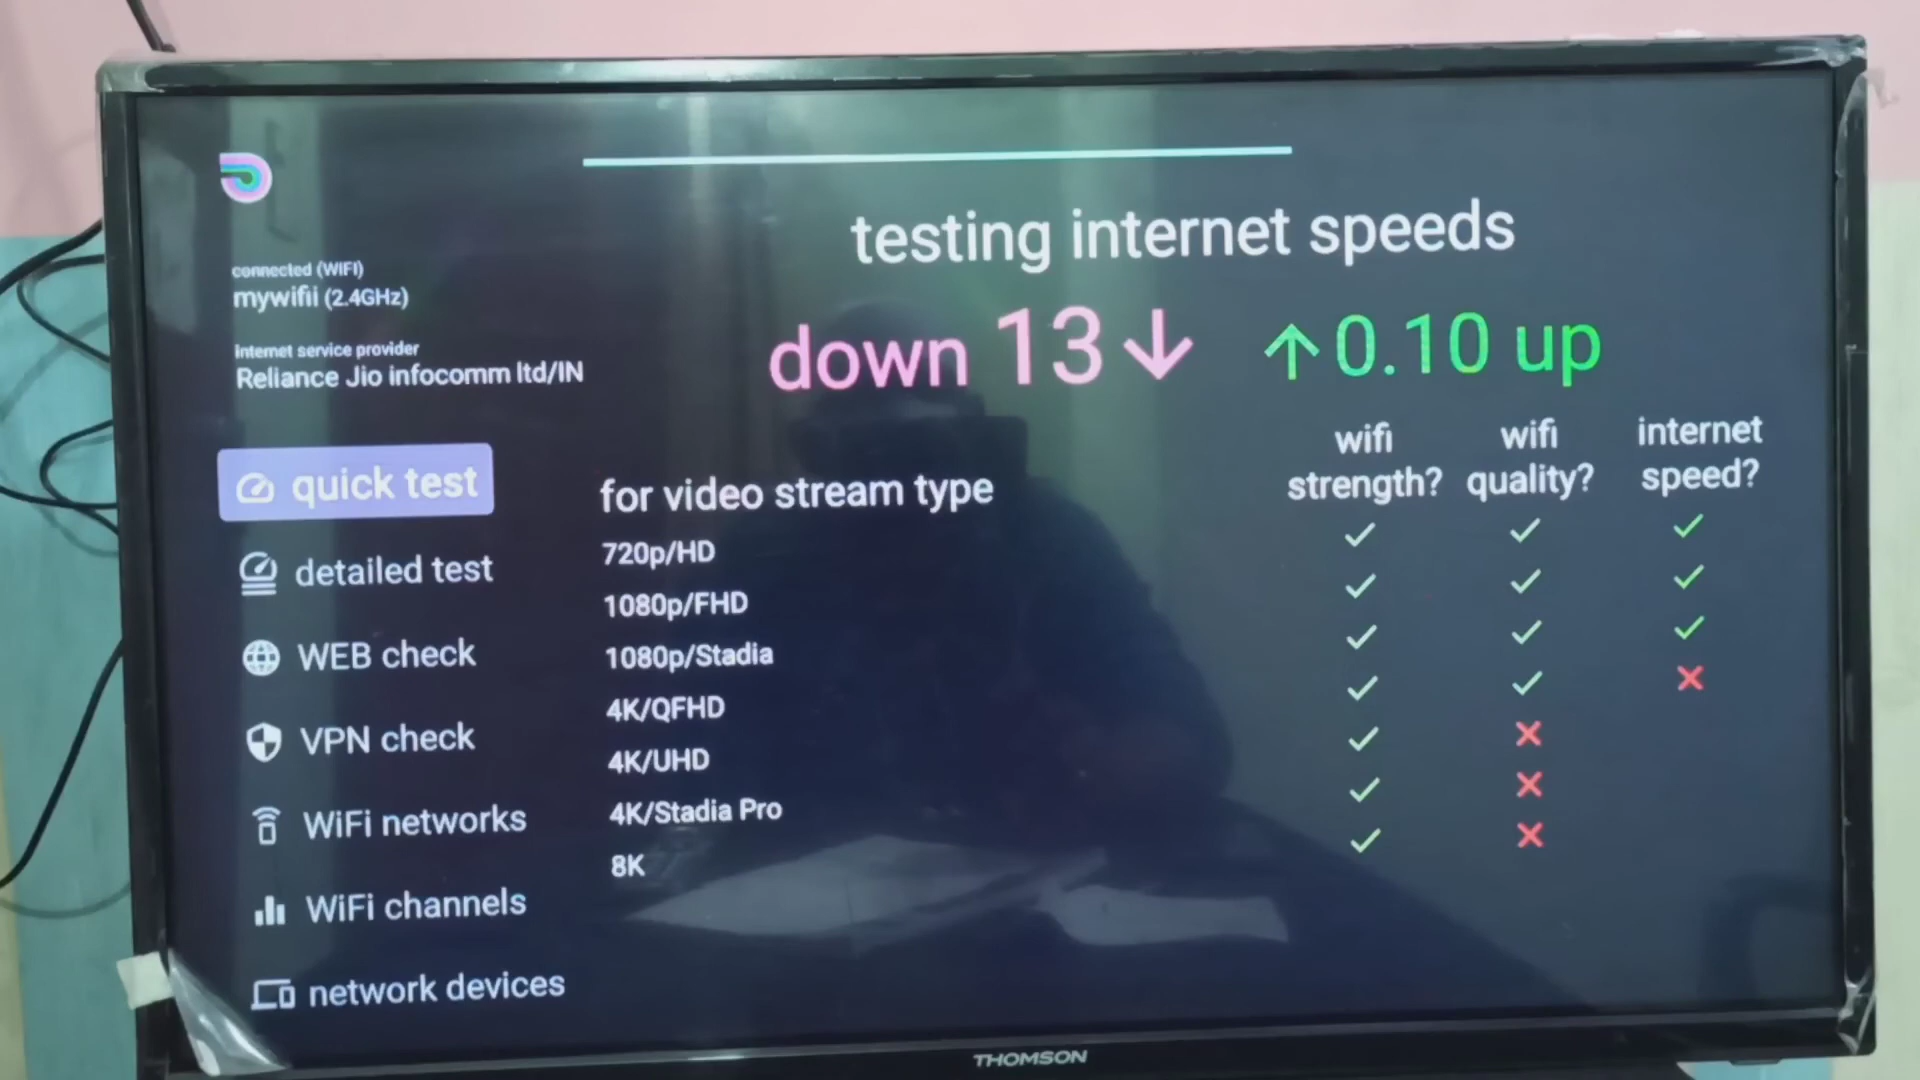 connected (WIFI)
mywifii (2.4GHz)
Internet service provider
Reliance Jio infocomm ltd/IN
quick test
detailed test
WEB check
VPN check
WiFi networks
WiFi channels
network devices
testing internet speeds
down 13↓ ↑0.10 up
for video stream type
wifi strength?
wifi quality?
internet speed?
720p/HD ✓ ✓ ✓
1080p/FHD ✓ ✓ ✓
1080p/Stadia ✓ ✓ ✓
4K/QFHD ✓ ✓ ✕
4K/UHD ✓ ✕
4K/Stadia Pro ✓ ✕
8K ✓ ✕
THOMSON